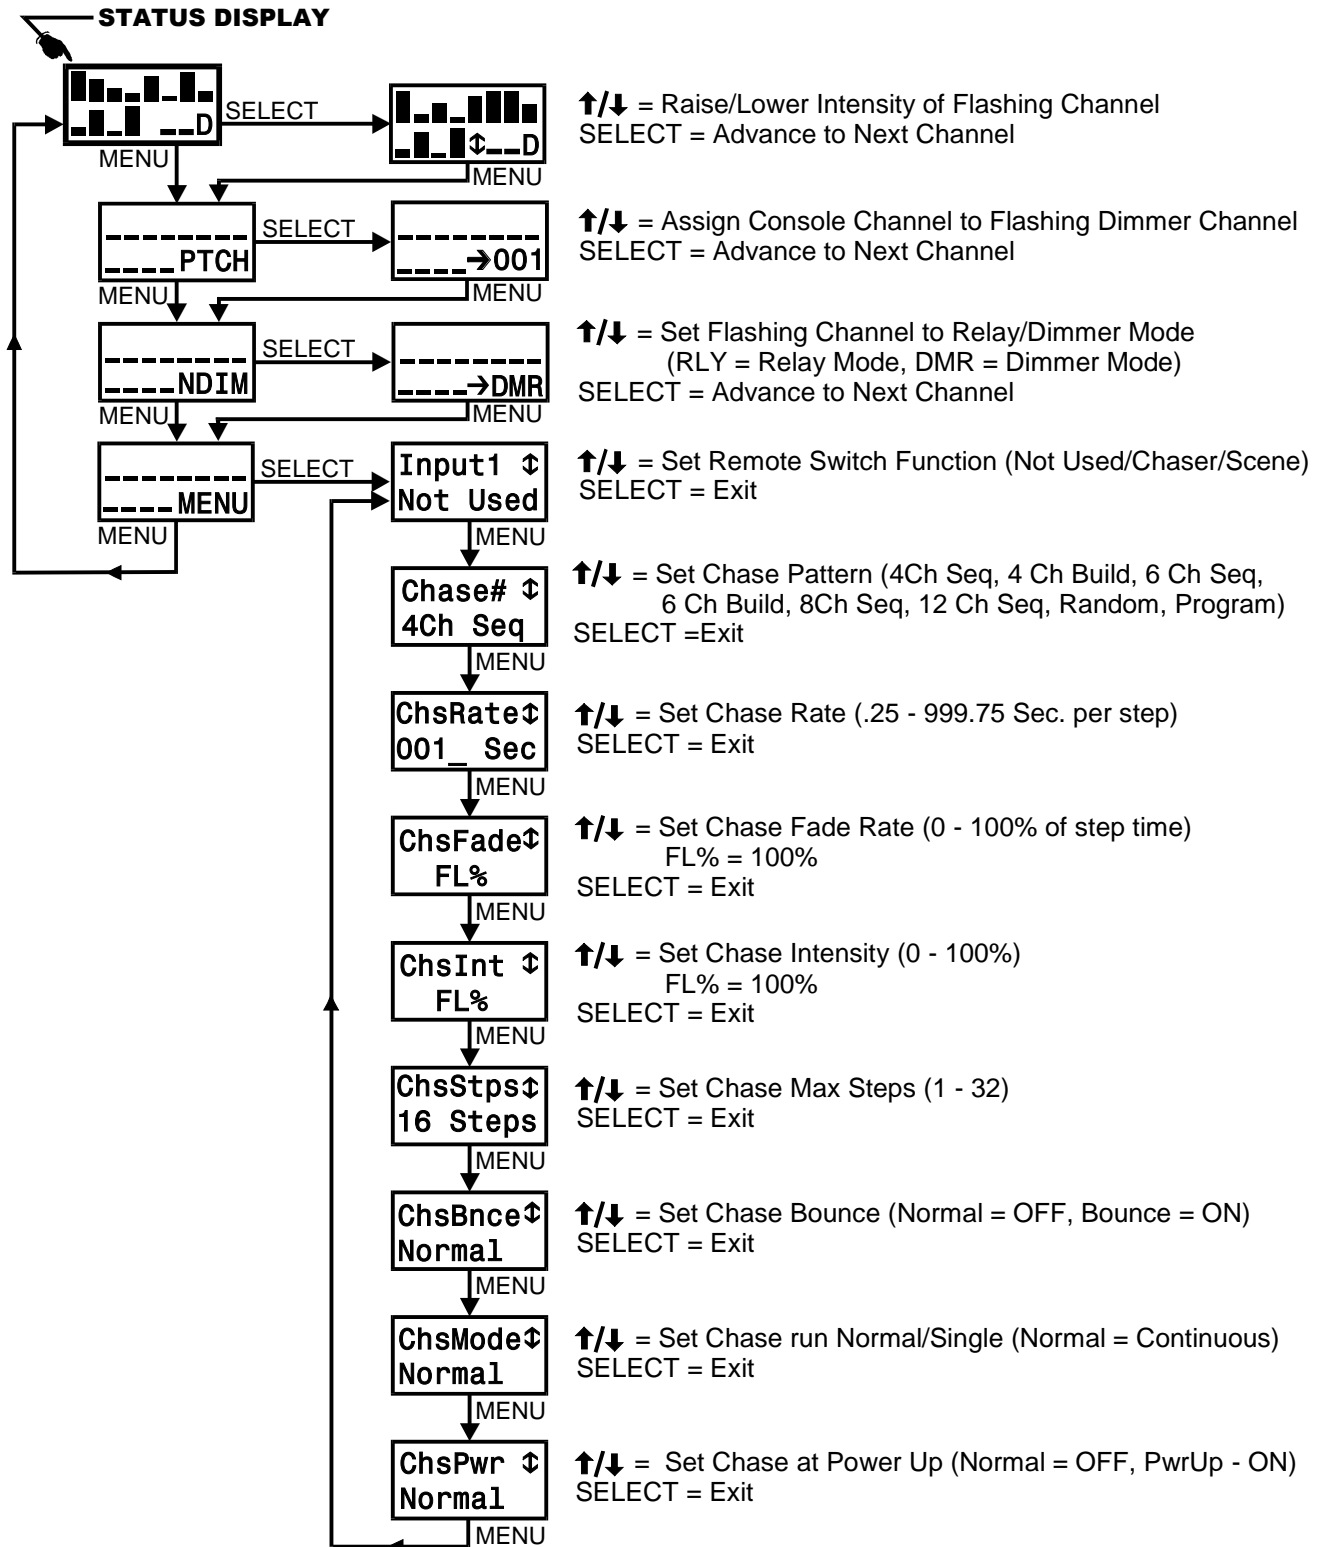 STATUS DISPLAY
D
SELECT
D
MENU
MENU
⬆/⬇ = Raise/Lower Intensity of Flashing Channel
SELECT = Advance to Next Channel
_ _ _ _ _ _ _ _
_ _ _ _ PTCH
SELECT
_ _ _ _ _ _ _ _
_ _ _ _→001
MENU
MENU
⬆/⬇ = Assign Console Channel to Flashing Dimmer Channel
SELECT = Advance to Next Channel
_ _ _ _ _ _ _ _
_ _ _ _ NDIM
SELECT
_ _ _ _ _ _ _ _
_ _ _ _→DMR
MENU
MENU
⬆/⬇ = Set Flashing Channel to Relay/Dimmer Mode
(RLY = Relay Mode, DMR = Dimmer Mode)
SELECT = Advance to Next Channel
_ _ _ _ _ _ _ _
_ _ _ _ MENU
SELECT
MENU
Input1 ⇕
Not Used
MENU
⬆/⬇ = Set Remote Switch Function (Not Used/Chaser/Scene)
SELECT = Exit
Chase# ⇕
4Ch Seq
MENU
⬆/⬇ = Set Chase Pattern (4Ch Seq, 4 Ch Build, 6 Ch Seq,
6 Ch Build, 8Ch Seq, 12 Ch Seq, Random, Program)
SELECT =Exit
ChsRate⇕
001_ Sec
MENU
⬆/⬇ = Set Chase Rate (.25 - 999.75 Sec. per step)
SELECT = Exit
ChsFade⇕
FL%
MENU
⬆/⬇ = Set Chase Fade Rate (0 - 100% of step time)
FL% = 100%
SELECT = Exit
ChsInt ⇕
FL%
MENU
⬆/⬇ = Set Chase Intensity (0 - 100%)
FL% = 100%
SELECT = Exit
ChsStps⇕
16 Steps
MENU
⬆/⬇ = Set Chase Max Steps (1 - 32)
SELECT = Exit
ChsBnce⇕
Normal
MENU
⬆/⬇ = Set Chase Bounce (Normal = OFF, Bounce = ON)
SELECT = Exit
ChsMode⇕
Normal
MENU
⬆/⬇ = Set Chase run Normal/Single (Normal = Continuous)
SELECT = Exit
ChsPwr ⇕
Normal
MENU
⬆/⬇ = Set Chase at Power Up (Normal = OFF, PwrUp - ON)
SELECT = Exit